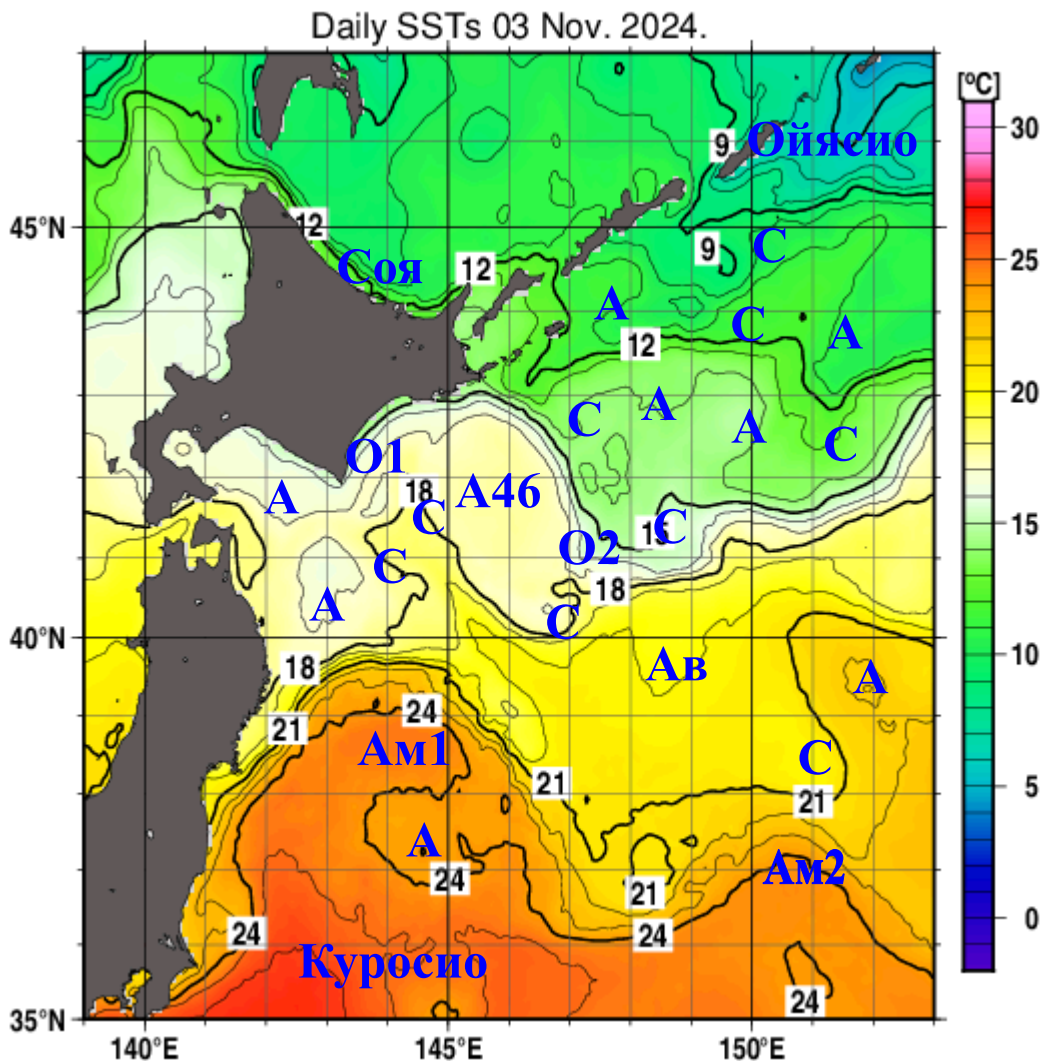 Daily SSTs 03 Nov. 2024.
[°C]
30
9
Ойясио
45°N
12
9
С
25
Соя
12
А
С
А
12
20
С
А
А
С
О1
18
А46
А
С
15
С
15
О2
С
18
А
С
40°N
10
18
Ав
А
24
21
Ам1
С
5
21
21
А
24
Ам2
21
24
24
0
Куросио
24
35°N
140°E
145°E
150°E